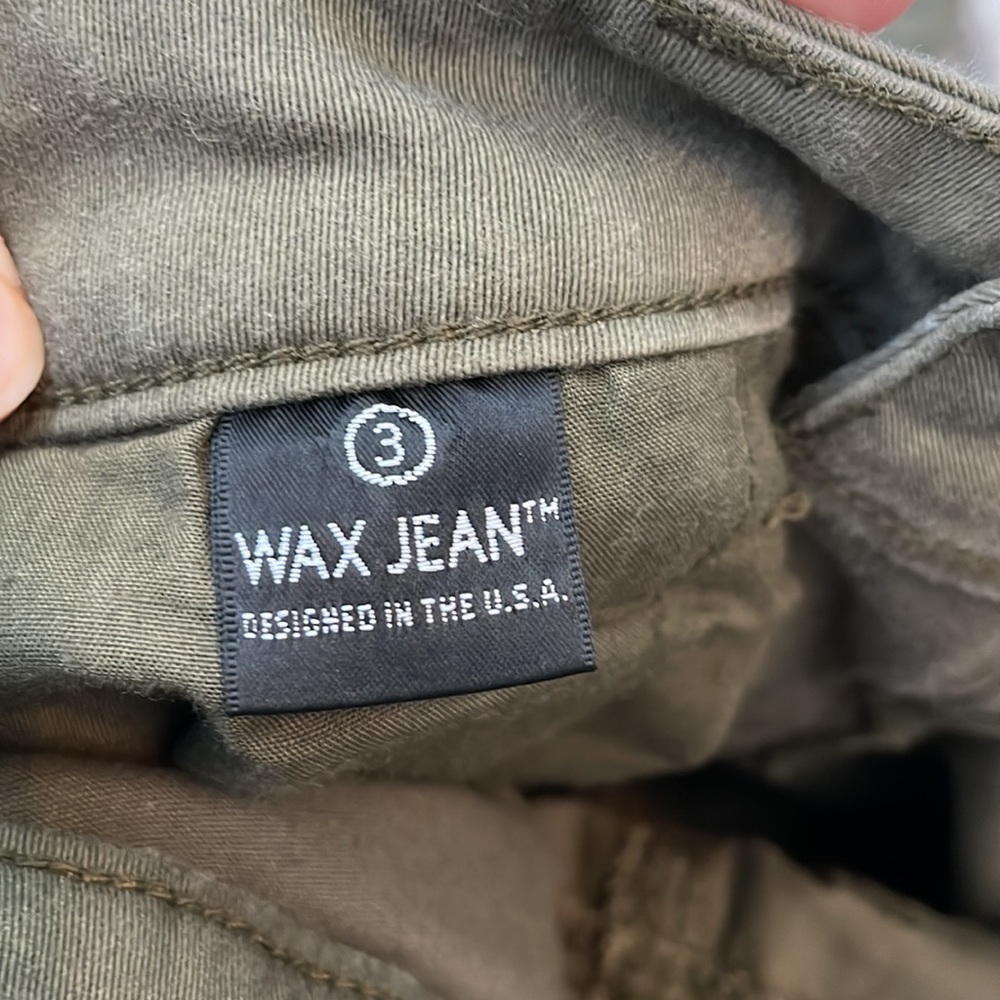 3
WAX JEAN™
DESIGNED IN THE U.S.A.